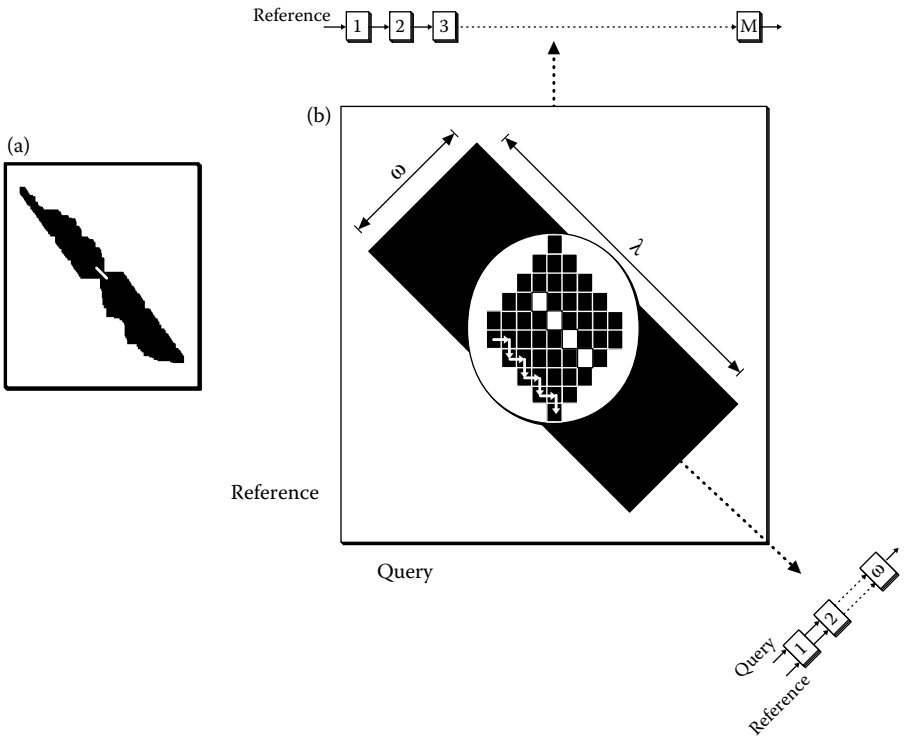 Reference 1 2 3 M
(a)
(b)
ω
λ
Reference
Query
ω
2
1
Query
Reference